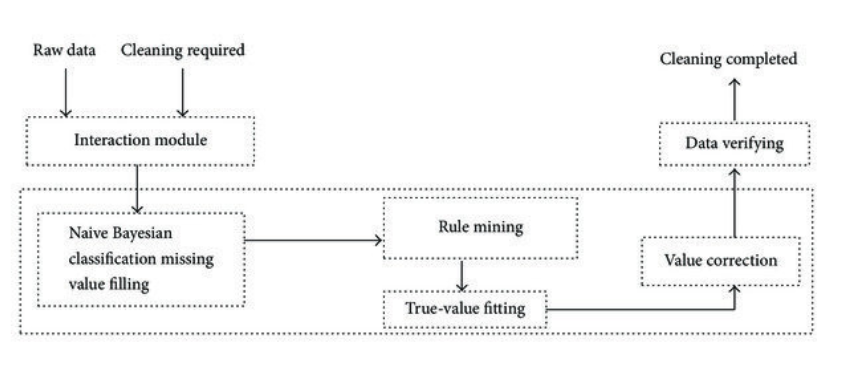 Raw data
Cleaning required
Cleaning completed
Interaction module
Data verifying
Naive Bayesian
classification missing
value filling
Rule mining
Value correction
True-value fitting